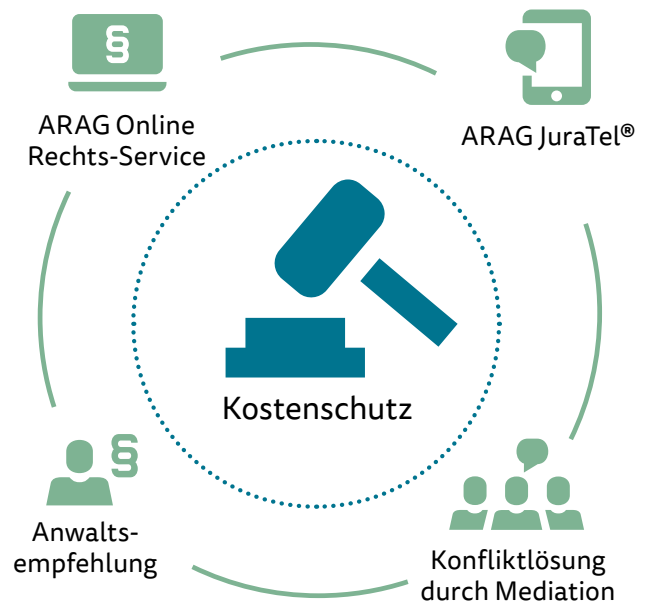 §
ARAG Online
Rechts-Service
ARAG JuraTel®
Kostenschutz
§
Anwalts-
empfehlung
Konfliktlösung
durch Mediation